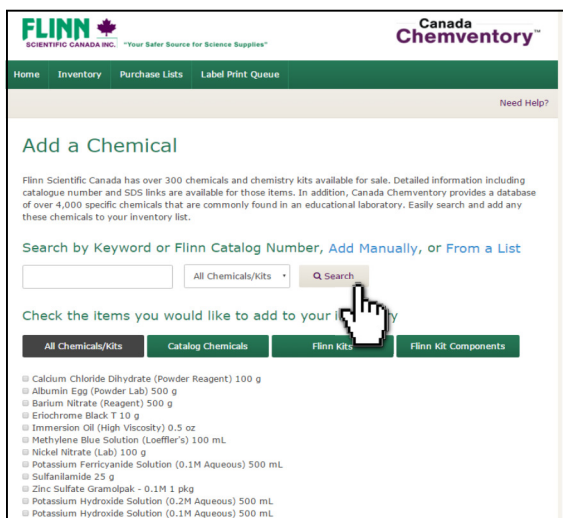 FLINN
SCIENTIFIC CANADA INC.
"Your Safer Source for Science Supplies"
Canada
Chemventory™
Home Inventory Purchase Lists Label Print Queue
Need Help?
Add a Chemical
Flinn Scientific Canada has over 300 chemicals and chemistry kits available for sale. Detailed information including
catalogue number and SDS links are available for those items. In addition, Canada Chemventory provides a database
of over 4,000 specific chemicals that are commonly found in an educational laboratory. Easily search and add any
these chemicals to your inventory list.
Search by Keyword or Flinn Catalog Number, Add Manually, or From a List
All Chemicals/Kits Search
Check the items you would like to add to your
All Chemicals/Kits Catalog Chemicals Flinn Kits Flinn Kit Components
Calcium Chloride Dihydrate (Powder Reagent) 100 g
Albumin Egg (Powder Lab) 500 g
Barium Nitrate (Reagent) 500 g
Eriochrome Black T 10 g
Immersion Oil (High Viscosity) 0.5 oz
Methylene Blue Solution (Loeffler's) 100 mL
Nickel Nitrate (Lab) 100 g
Potassium Ferricyanide Solution (0.1M Aqueous) 500 mL
Sulfanilamide 25 g
Zinc Sulfate Gramolpak - 0.1M 1 pkg
Potassium Hydroxide Solution (0.2M Aqueous) 500 mL
Potassium Hydroxide Solution (0.1M Aqueous) 500 mL